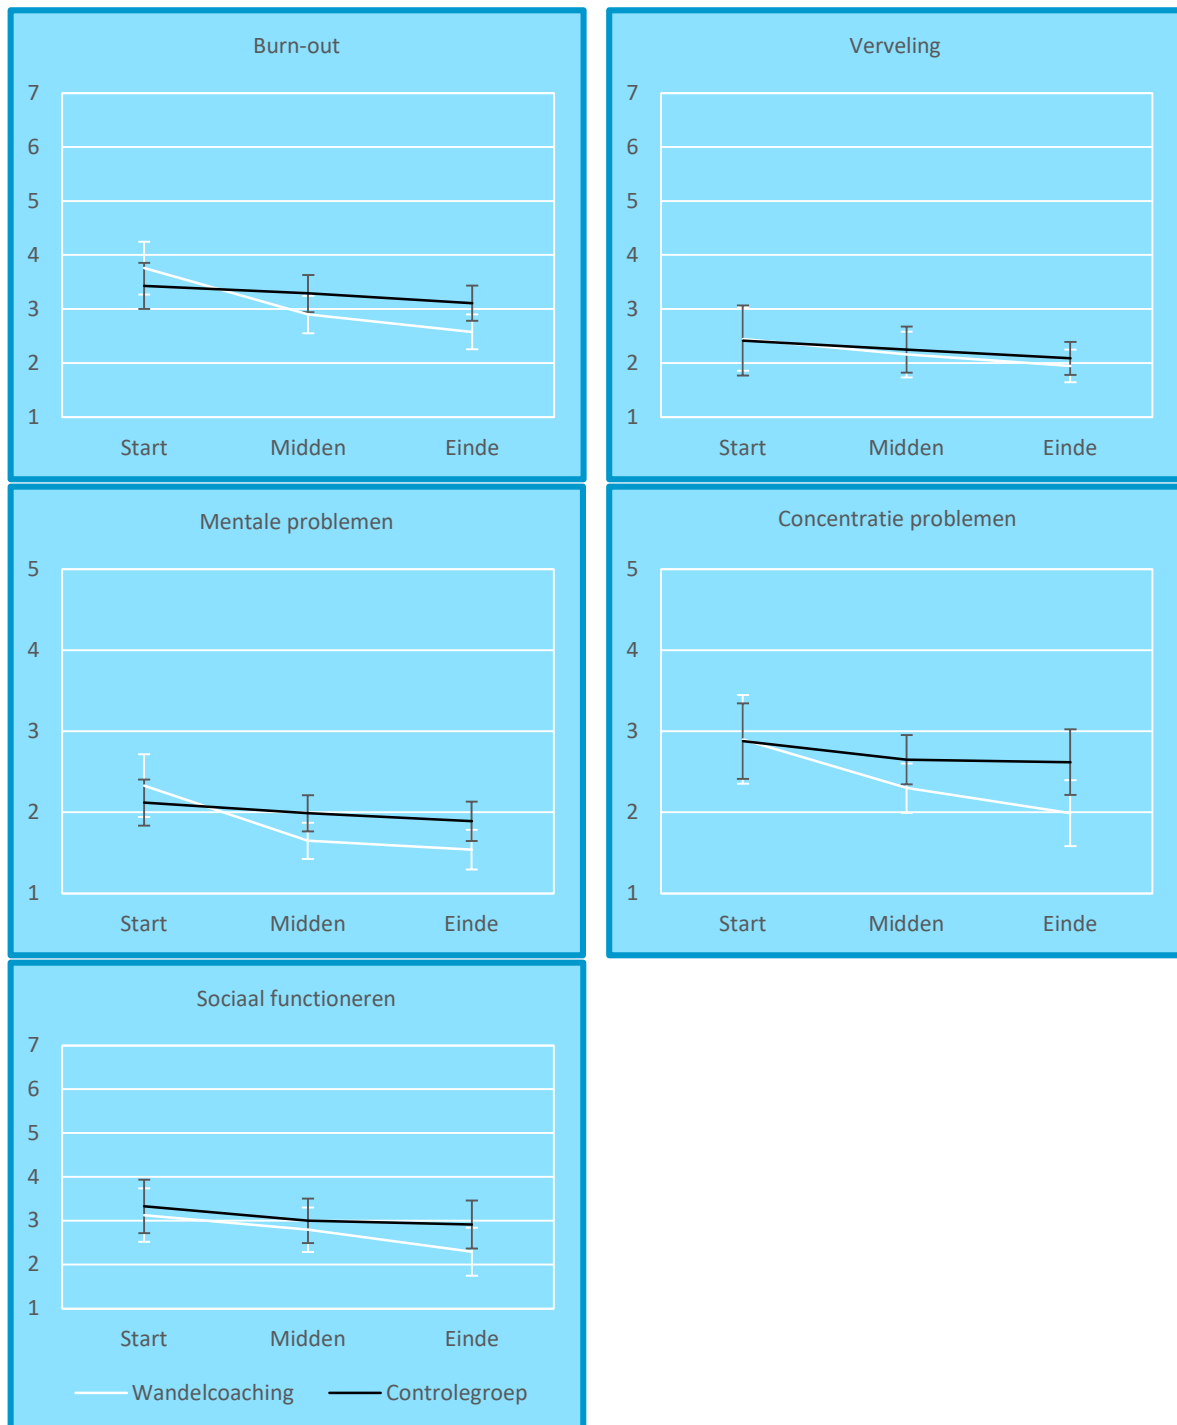 Burn-out
7
6
5
4
3
2
1
Start Midden Einde
Verveling
7
6
5
4
3
2
1
Start Midden Einde
Mentale problemen
5
4
3
2
1
Start Midden Einde
Concentratie problemen
5
4
3
2
1
Start Midden Einde
Sociaal functioneren
7
6
5
4
3
2
1
Start Midden Einde
Wandelcoaching Controlegroep